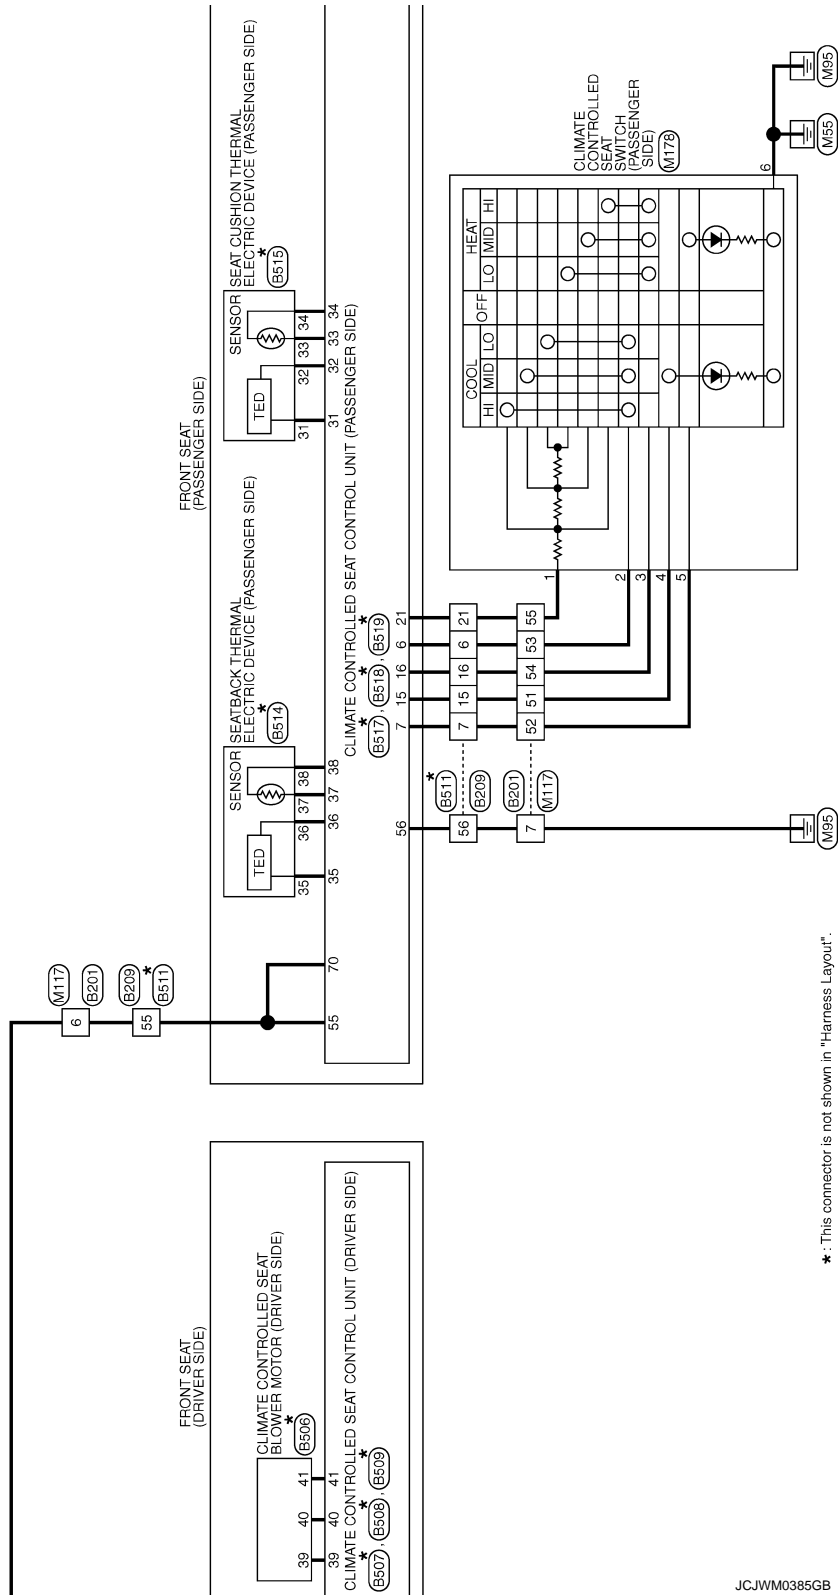 FRONT SEAT
(PASSENGER SIDE)
SEAT CUSHION THERMAL
ELECTRIC DEVICE (PASSENGER SIDE)
*
B515
SENSOR
TED
31
32
33
34
31
32
33
34
SEATBACK THERMAL
ELECTRIC DEVICE (PASSENGER SIDE)
*
B514
SENSOR
TED
35
36
37
38
35
36
37
38
CLIMATE CONTROLLED SEAT CONTROL UNIT (PASSENGER SIDE)
* * *
B517 , B518 , B519
55
70
56
7
15
16
6
21
M117
B201
6
B209
*
B511
55
7
15
16
6
21
52
51
54
53
55
*
B511
B209
56
B201
M117
7
M95
CLIMATE
CONTROLLED
SEAT
SWITCH
(PASSENGER
SIDE)
M178
COOL
OFF
HEAT
HI
MID
LO
LO
MID
HI
1
2
3
4
5
6
M55
M95
FRONT SEAT
(DRIVER SIDE)
CLIMATE CONTROLLED SEAT
BLOWER MOTOR (DRIVER SIDE)
*
B506
39
40
41
39
40
41
CLIMATE CONTROLLED SEAT CONTROL UNIT (DRIVER SIDE)
* * *
B507 , B508 , B509
* : This connector is not shown in "Harness Layout".
JCJWM0385GB